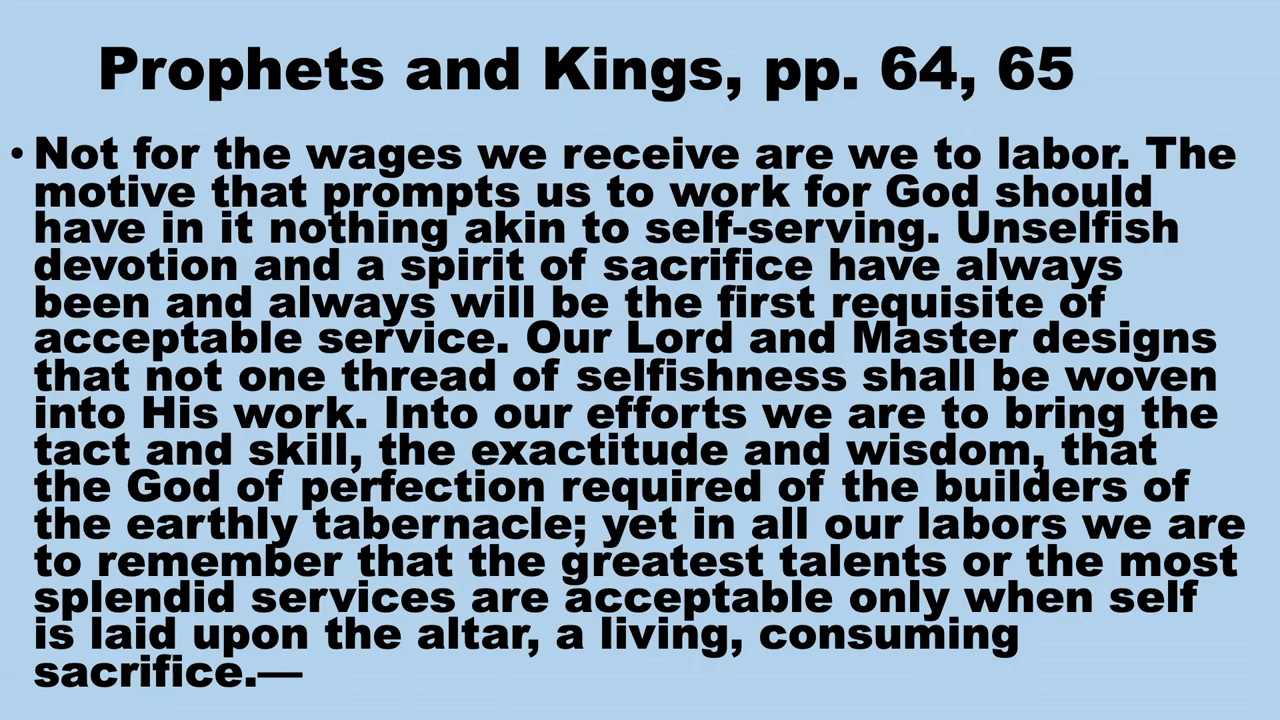 Prophets and Kings, pp. 64, 65
• Not for the wages we receive are we to labor. The
motive that prompts us to work for God should
have in it nothing akin to self-serving. Unselfish
devotion and a spirit of sacrifice have always
been and always will be the first requisite of
acceptable service. Our Lord and Master designs
that not one thread of selfishness shall be woven
into His work. Into our efforts we are to bring the
tact and skill, the exactitude and wisdom, that
the God of perfection required of the builders of
the earthly tabernacle; yet in all our labors we are
to remember that the greatest talents or the most
splendid services are acceptable only when self
is laid upon the altar, a living, consuming
sacrifice.—